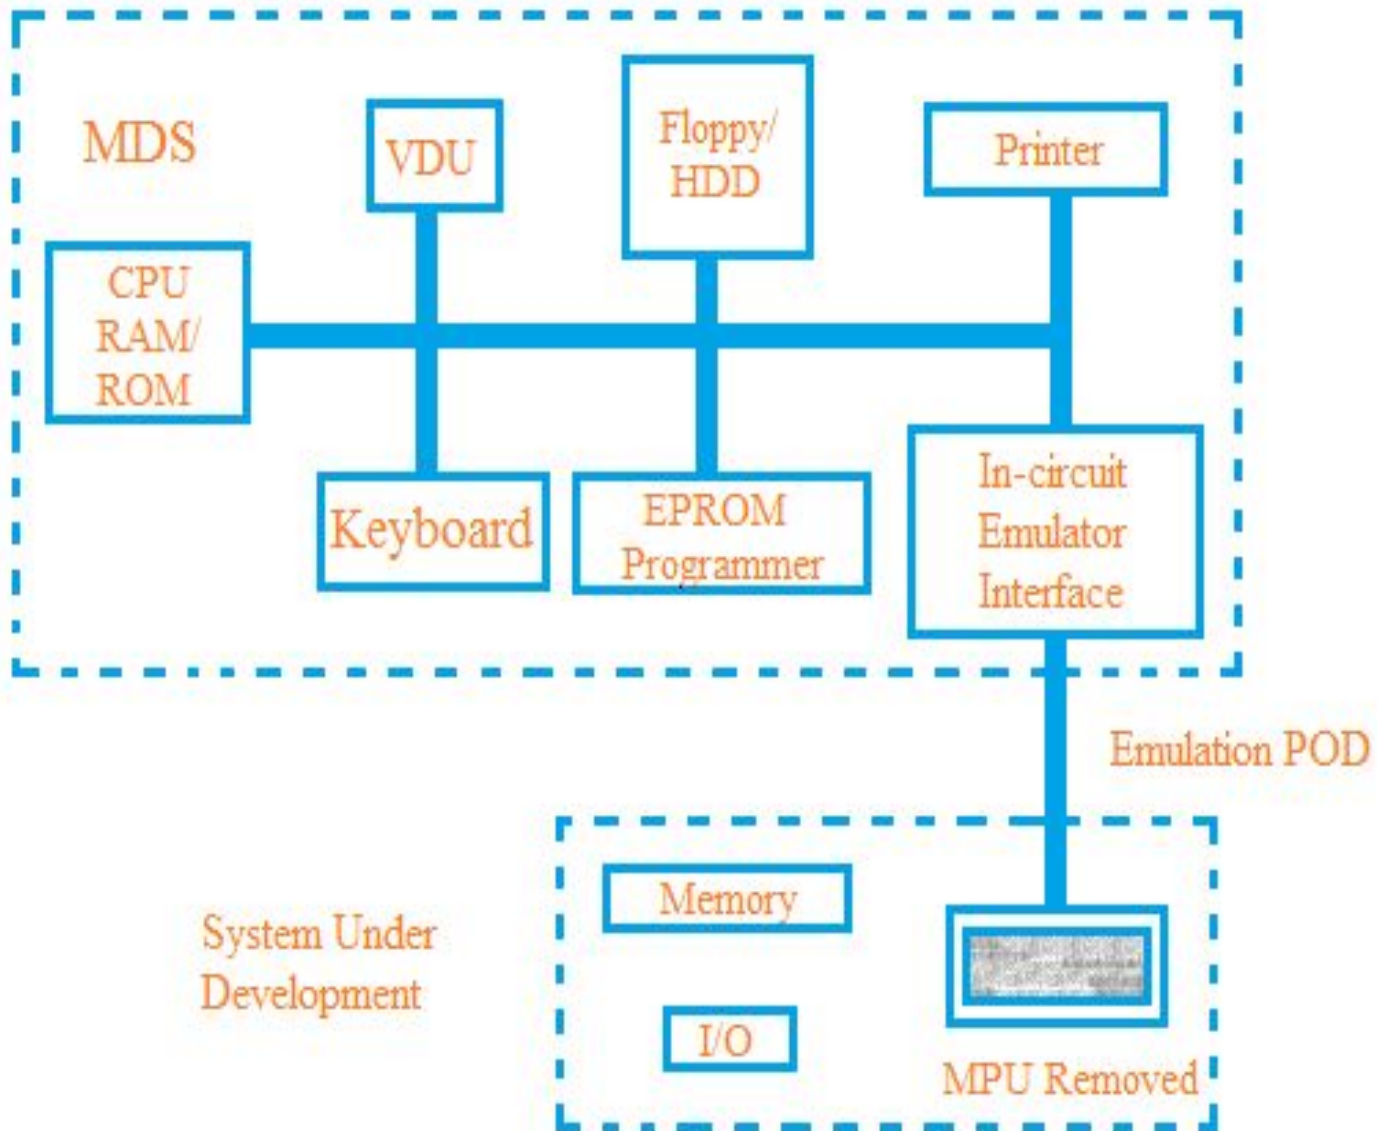 MDS
VDU
Floppy/
HDD
Printer
CPU
RAM/
ROM
Keyboard
EPROM
Programmer
In-circuit
Emulator
Interface
Emulation POD
System Under
Development
Memory
I/O
MPU Removed